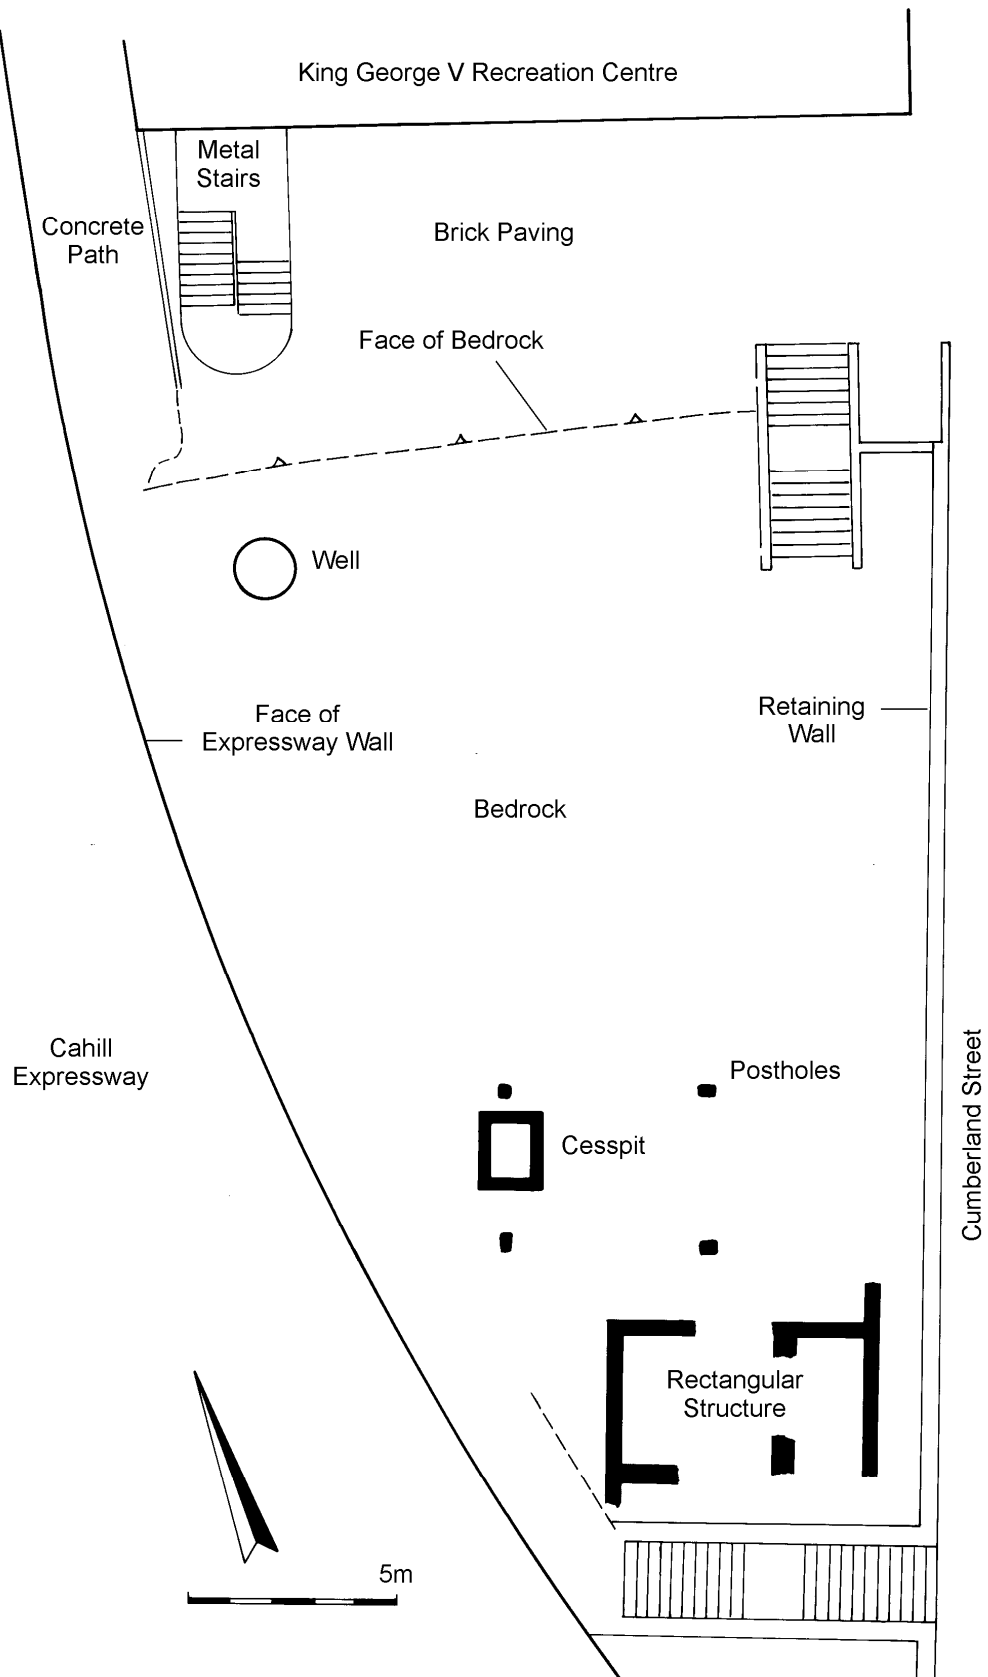 King George V Recreation Centre
Metal
Stairs
Concrete
Path
Brick Paving
Face of Bedrock
Well
Face of
Expressway Wall
Retaining
Wall
Bedrock
Cahill
Expressway
Postholes
Cesspit
Cumberland Street
Rectangular
Structure
5m